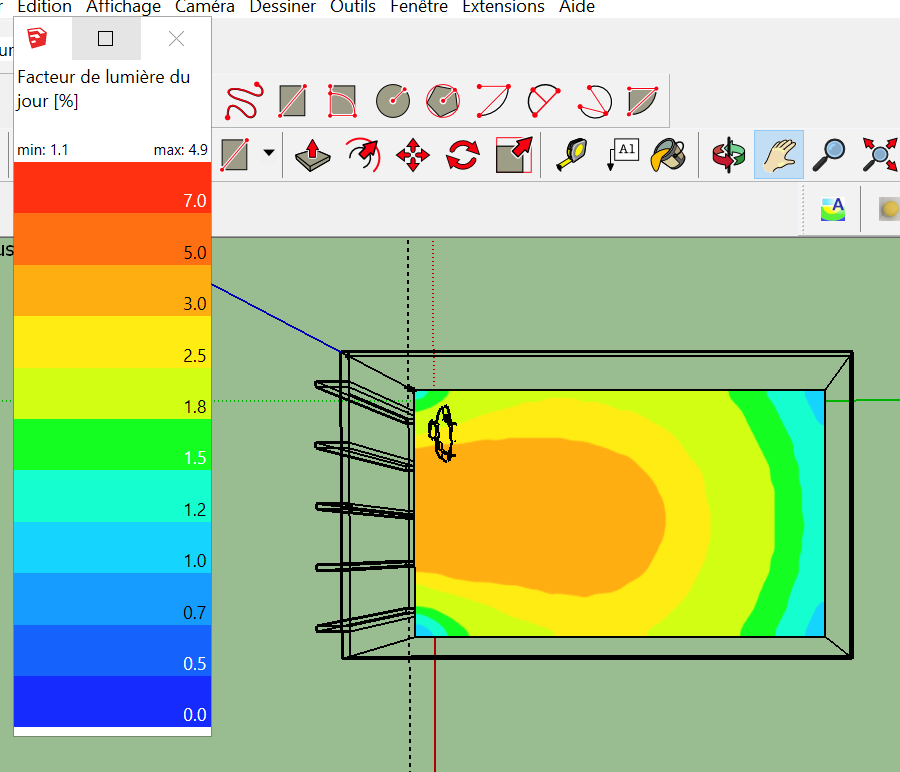 Edition Affichage Caméra Dessiner Outils Fenêtre Extensions Aide
Facteur de lumière du
jour [%]
min: 1.1 max: 4.9
7.0
5.0
3.0
2.5
1.8
1.5
1.2
1.0
0.7
0.5
0.0
A1
A